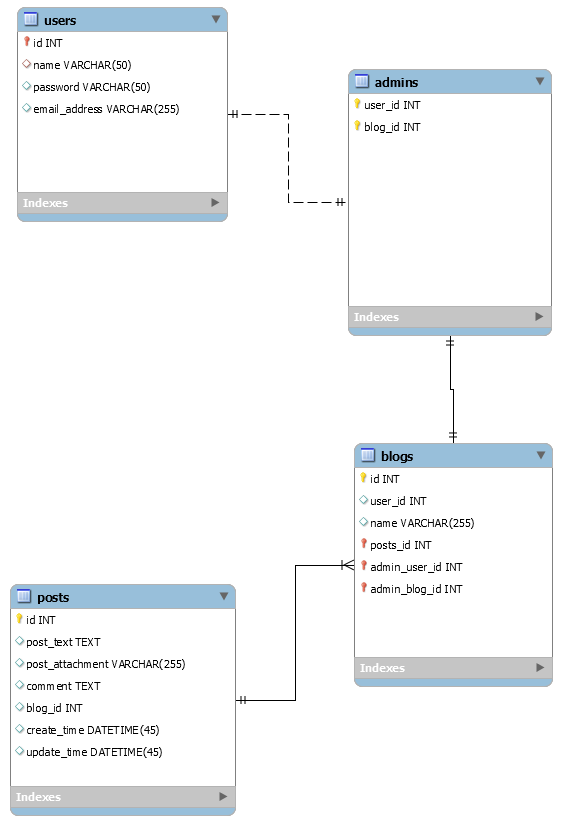 users
id INT
name VARCHAR(50)
password VARCHAR(50)
email_address VARCHAR(255)
Indexes
admins
user_id INT
blog_id INT
Indexes
blogs
id INT
user_id INT
name VARCHAR(255)
posts_id INT
admin_user_id INT
admin_blog_id INT
Indexes
posts
id INT
post_text TEXT
post_attachment VARCHAR(255)
comment TEXT
blog_id INT
create_time DATETIME(45)
update_time DATETIME(45)
Indexes